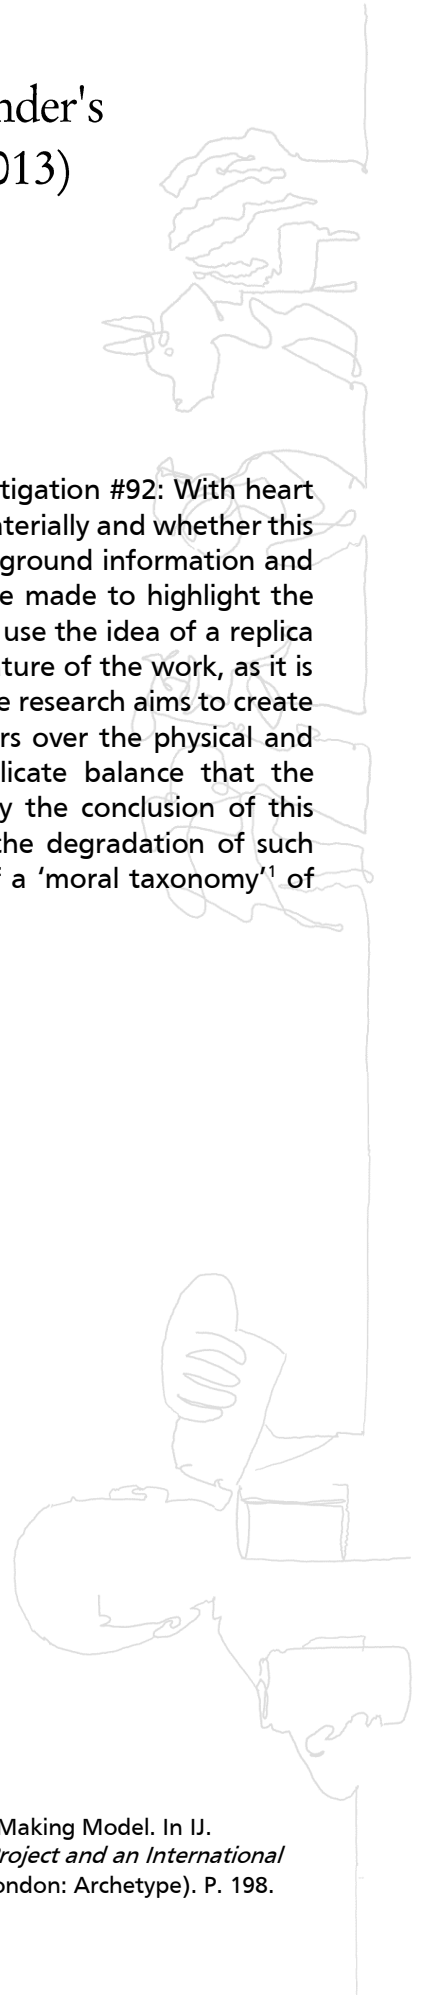 nder's
013)
tigation #92: With heart
aterially and whether this
ground information and
e made to highlight the
use the idea of a replica
ture of the work, as it is
e research aims to create
rs over the physical and
licate balance that the
y the conclusion of this
the degradation of such
f a ‘moral taxonomy’¹ of
Making Model. In IJ.
Project and an International
ondon: Archetype). P. 198.